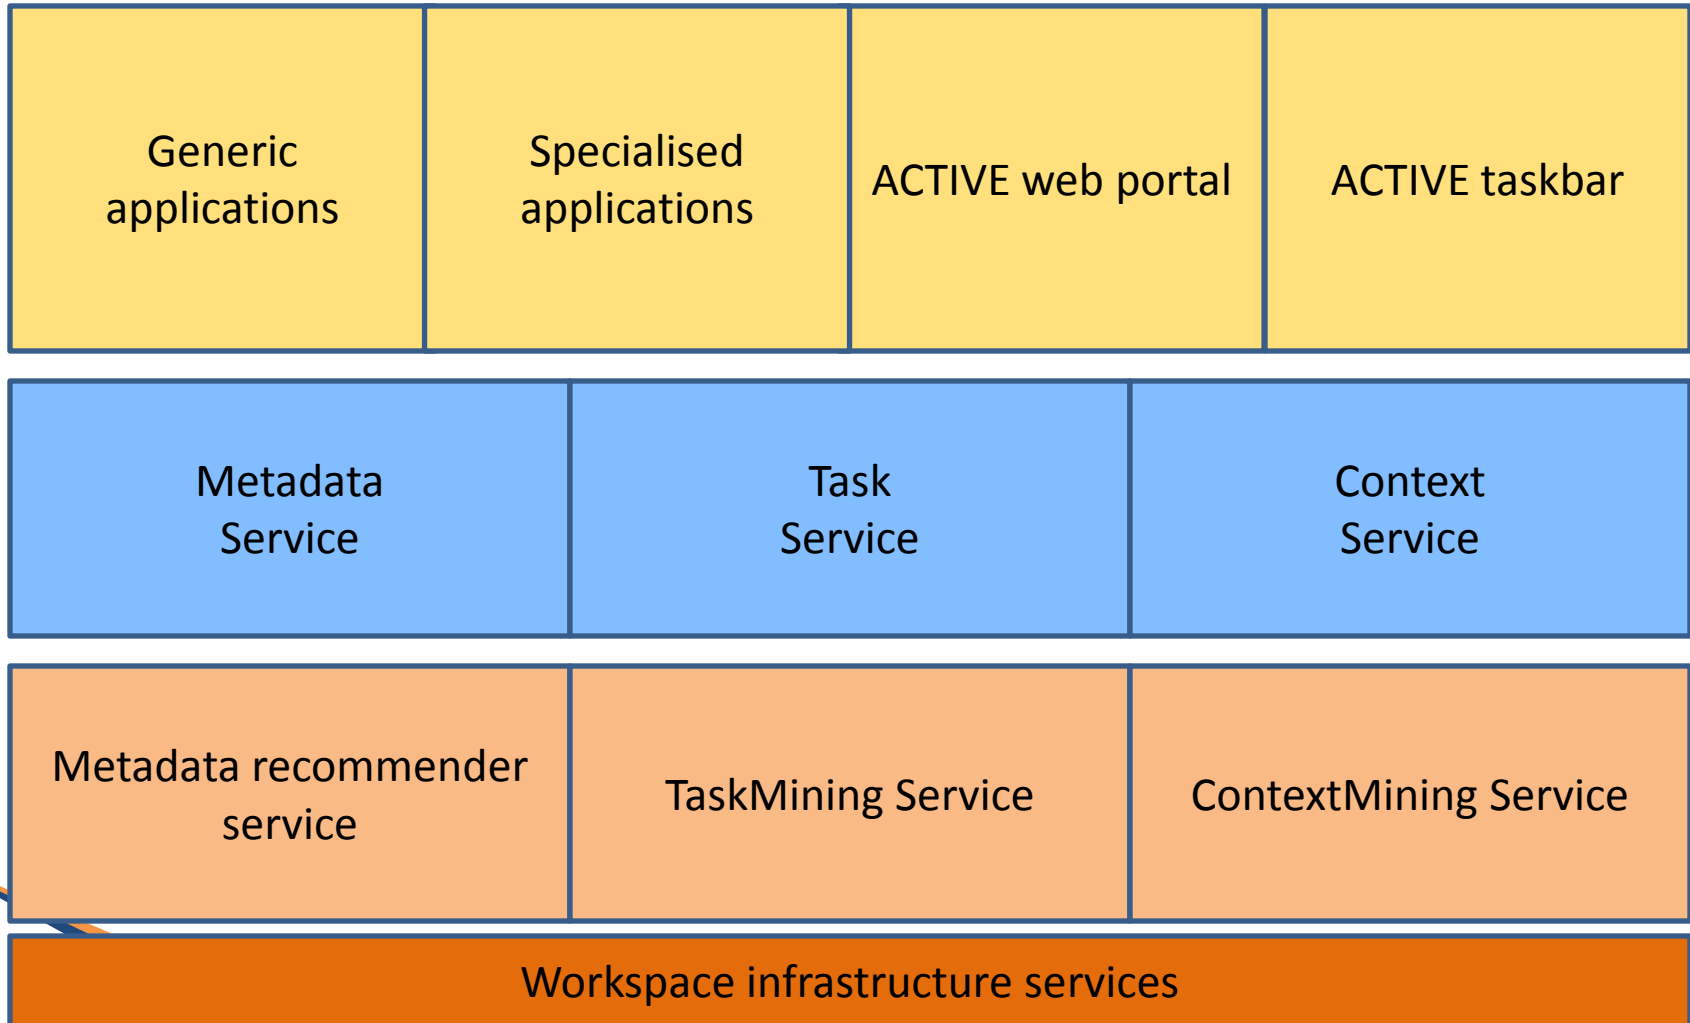 Generic
applications
Specialised
applications
ACTIVE web portal
ACTIVE taskbar
Metadata
Service
Task
Service
Context
Service
Metadata recommender
service
TaskMining Service
ContextMining Service
Workspace infrastructure services